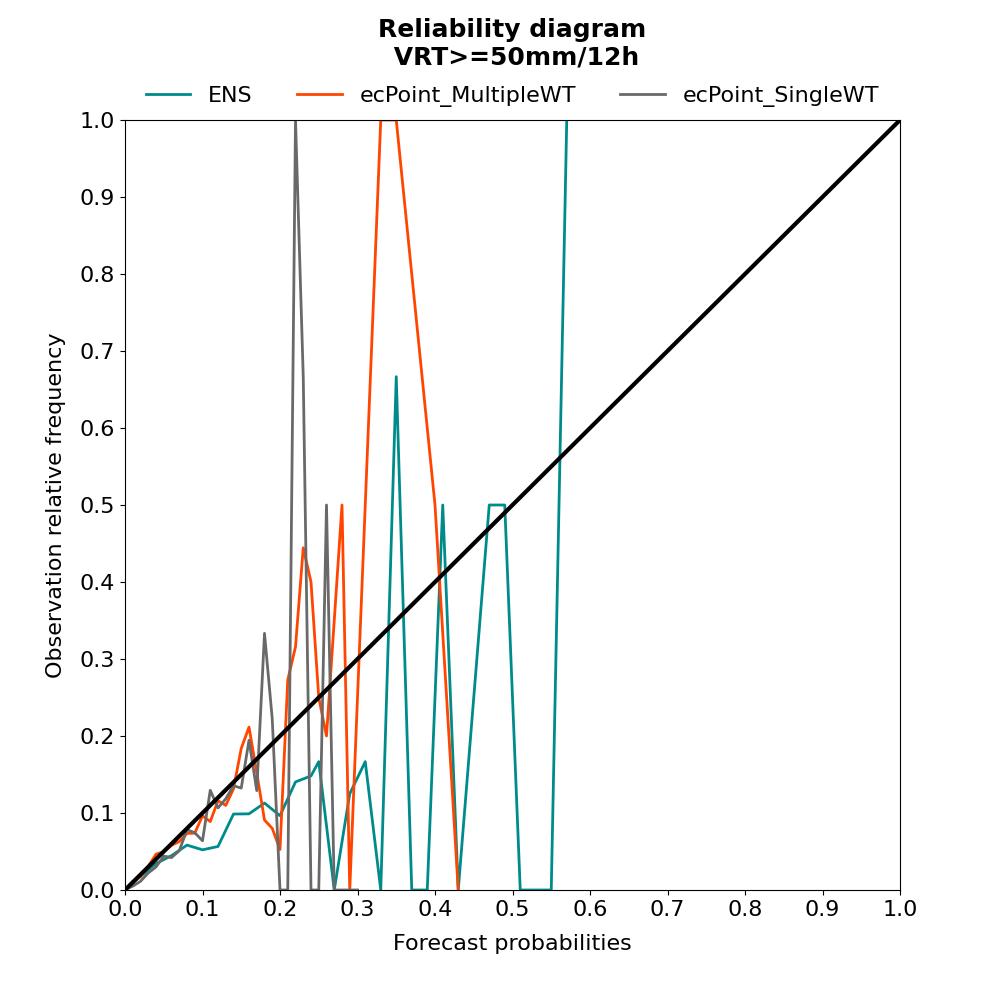 Reliability diagram
VRT>=50mm/12h
ENS ecPoint_MultipleWT ecPoint_SingleWT
1.0
0.9
0.8
0.7
0.6
0.5
0.4
0.3
0.2
0.1
0.0
Observation relative frequency
0.0 0.1 0.2 0.3 0.4 0.5 0.6 0.7 0.8 0.9 1.0
Forecast probabilities